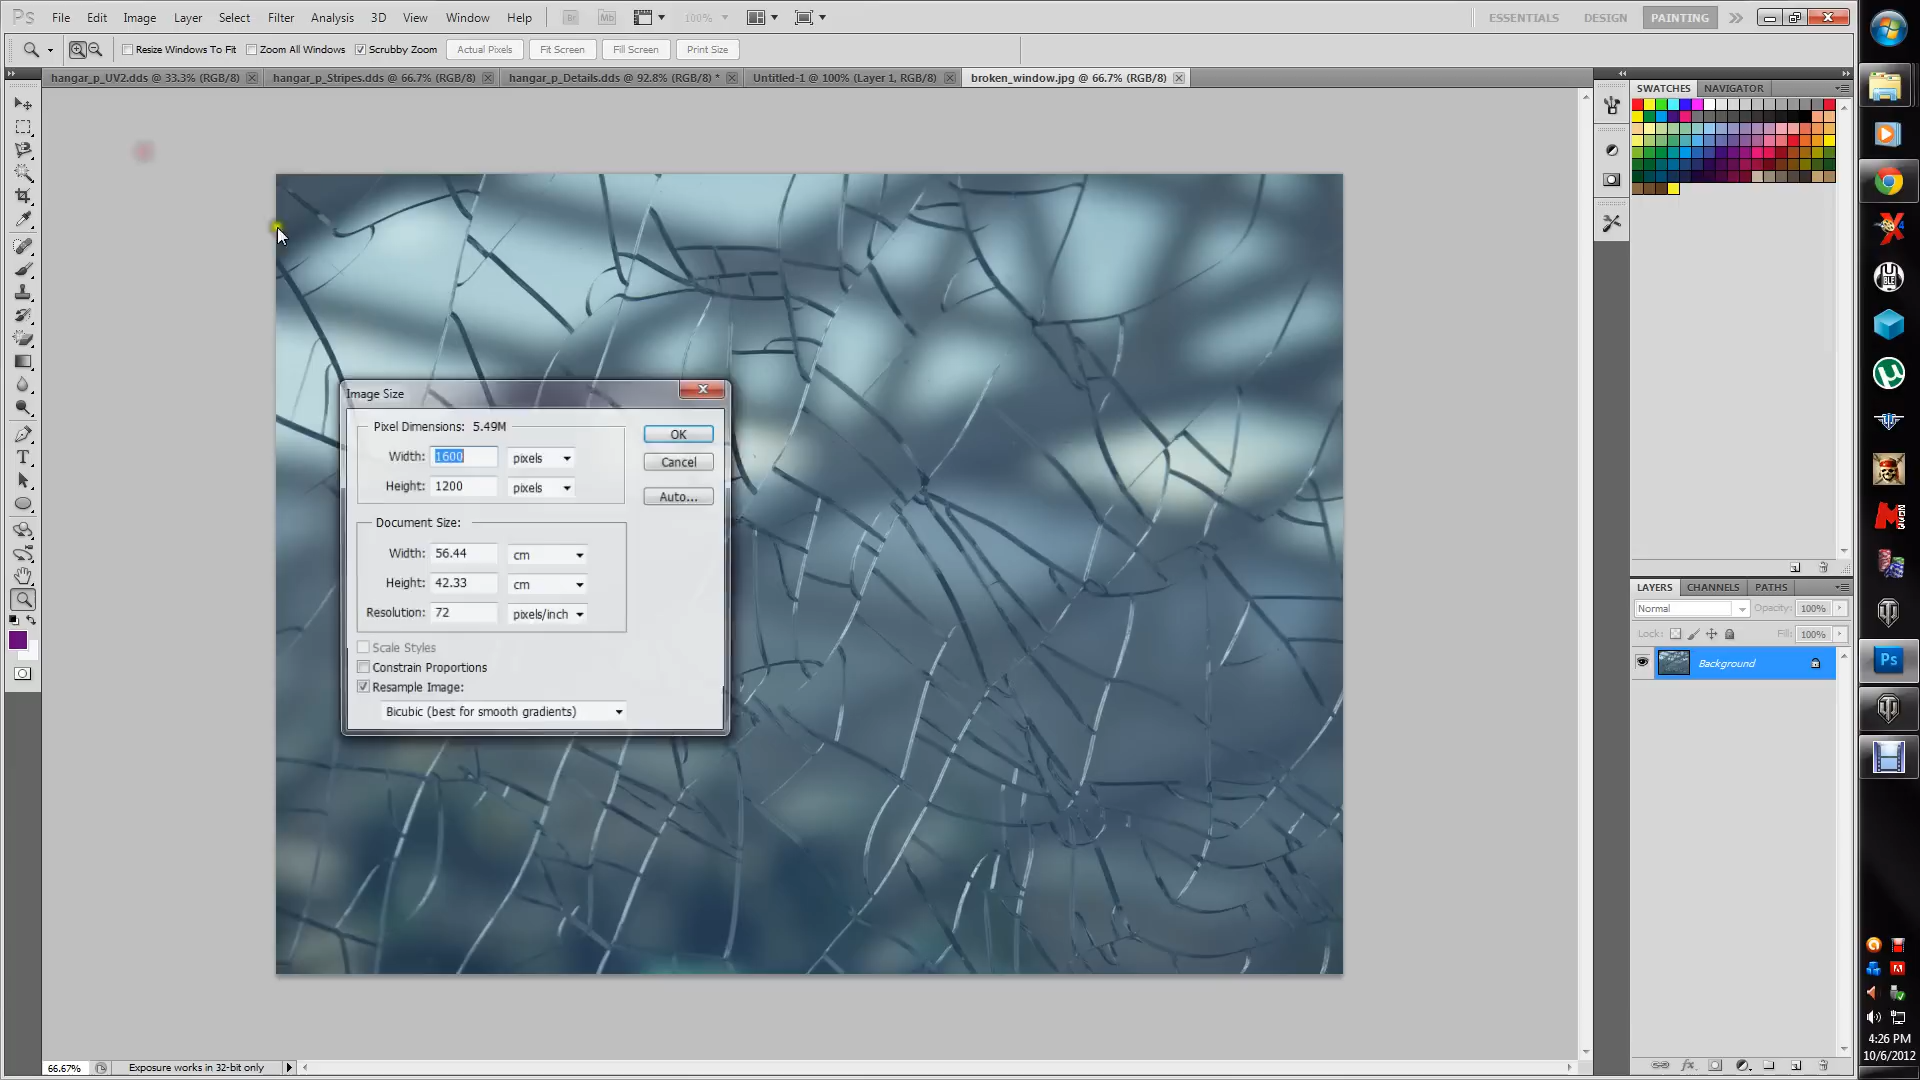 Ps File Edit Image Layer Select Filter Analysis 3D View Window Help Br Mb 100% ESSENTIALS DESIGN PAINTING
Resize Windows To Fit Zoom All Windows Scrubby Zoom Actual Pixels Fit Screen Fill Screen Print Size
hangar_p_UV2.dds @ 33.3% (RGB/8) hangar_p_Stripes.dds @ 66.7% (RGB/8) hangar_p_Details.dds @ 92.8% (RGB/8) * Untitled-1 @ 100% (Layer 1, RGB/8) broken_window.jpg @ 66.7% (RGB/8)
SWATCHES NAVIGATOR
Image Size
Pixel Dimensions: 5.49M
OK
Width: 1600 pixels
Cancel
Height: 1200 pixels
Auto...
Document Size:
Width: 56.44 cm
Height: 42.33 cm
Resolution: 72 pixels/inch
Scale Styles
Constrain Proportions
Resample Image:
Bicubic (best for smooth gradients)
LAYERS CHANNELS PATHS
Normal Opacity: 100%
Lock: Fill: 100%
Background
Ps
66.67% Exposure works in 32-bit only
4:26 PM
10/6/2012